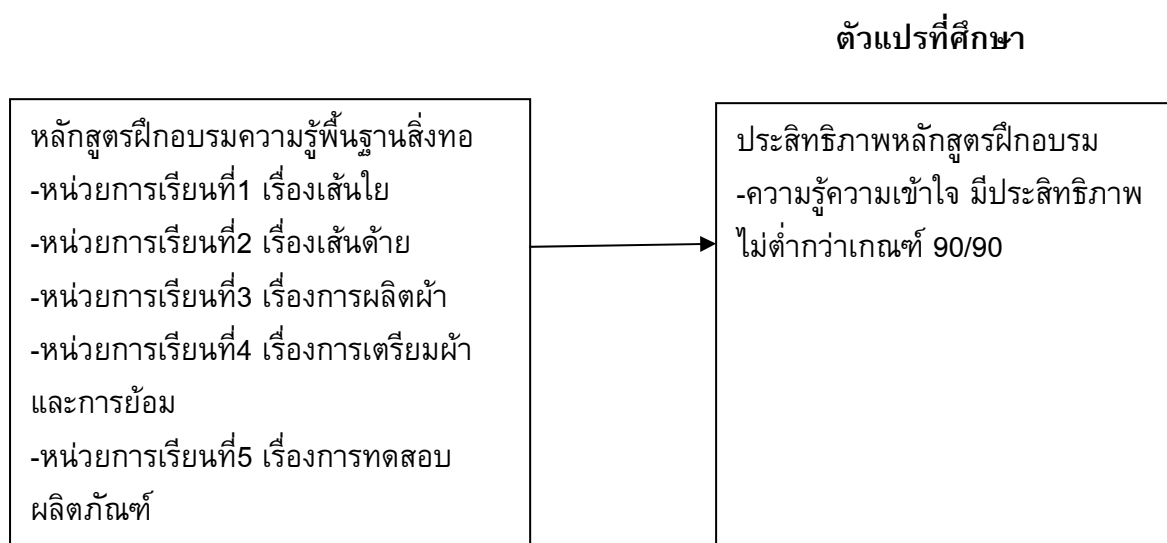 ตัวแปรที่ศึกษา
หลักสูตรฝึกอบรมความรู้พื้นฐานสิ่งทอ
-หน่วยการเรียนที่1 เรื่องเส้นใย
-หน่วยการเรียนที่2 เรื่องเส้นด้าย
-หน่วยการเรียนที่3 เรื่องการผลิตผ้า
-หน่วยการเรียนที่4 เรื่องการเตรียมผ้า
และการย้อม
-หน่วยการเรียนที่5 เรื่องการทดสอบ
ผลิตภัณฑ์
ประสิทธิภาพหลักสูตรฝึกอบรม
-ความรู้ความเข้าใจ มีประสิทธิภาพ
ไม่ต่ำกว่าเกณฑ์ 90/90